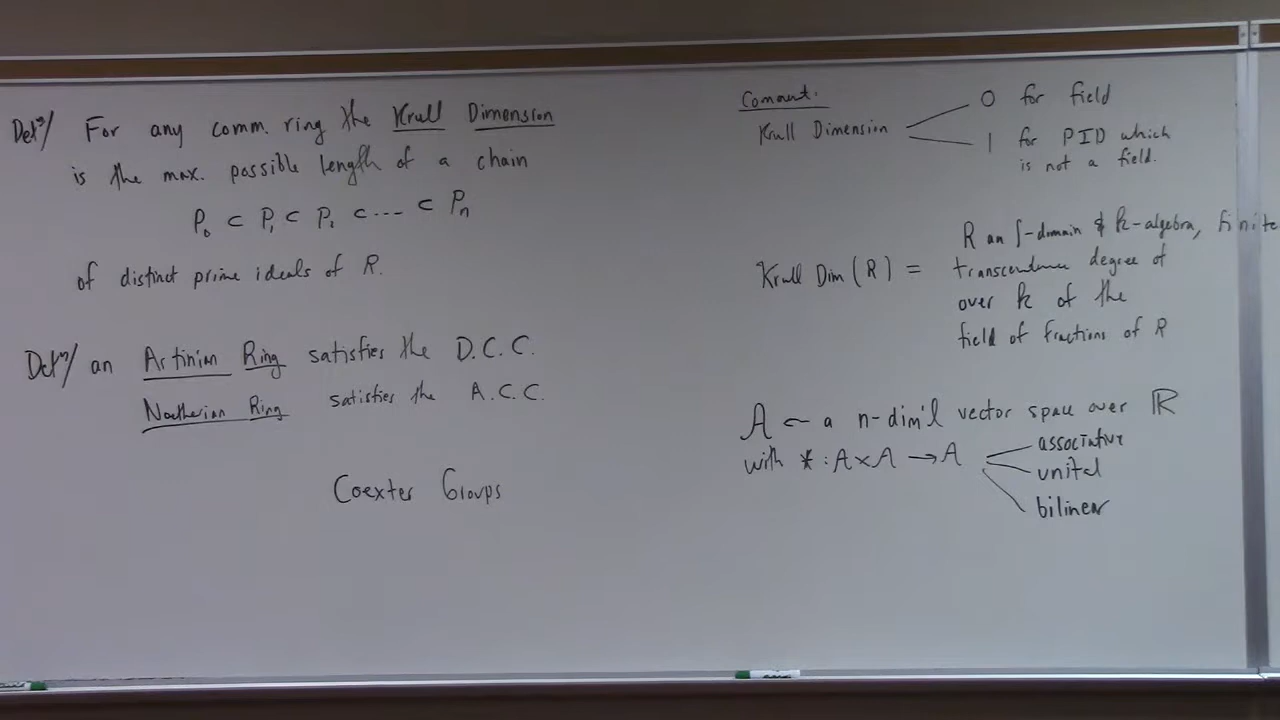 Defⁿ/ For any comm. ring the Krull Dimension
is the max. possible length of a chain
P₀ ⊂ P₁ ⊂ P₂ ⊂ ... ⊂ Pₙ
of distinct prime ideals of R.
Defⁿ/ an Artinian Ring satisfies the D.C.C.
Noetherian Ring satisfies the A.C.C.
Coexter Groups
Comment:
Krull Dimension
0 for field
1 for PID which
is not a field.
R an ∫-domain & k-algebra, finite
Krull Dim (R) = transcendence degree of
over k of the
field of fractions of R
A ← a n-dim'l vector space over ℝ
with * : A × A → A
associative
unital
bilinear